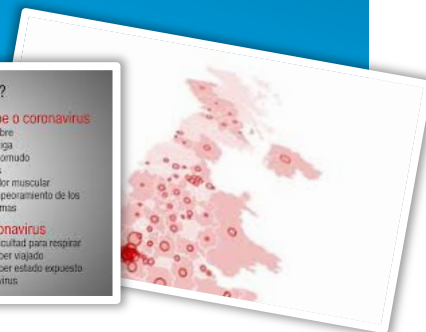 ?
e o coronavirus
bre
iga
ornudo
s
lor muscular
peoramiento de los
mas
onavirus
cultad para respirar
ber viajado
ber estado expuesto
virus